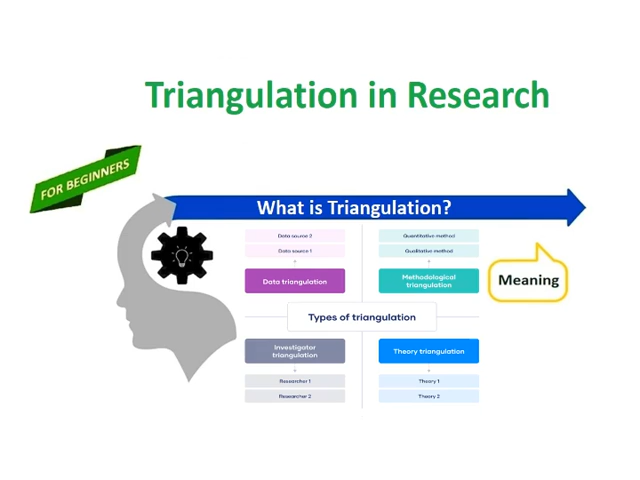 Triangulation in Research
FOR BEGINNERS
What is Triangulation?
Data source 2
Data source 1
Data triangulation
Quantitative method
Qualitative method
Methodological
triangulation
Meaning
Types of triangulation
Investigator
triangulation
Researcher 1
Researcher 2
Theory triangulation
Theory 1
Theory 2